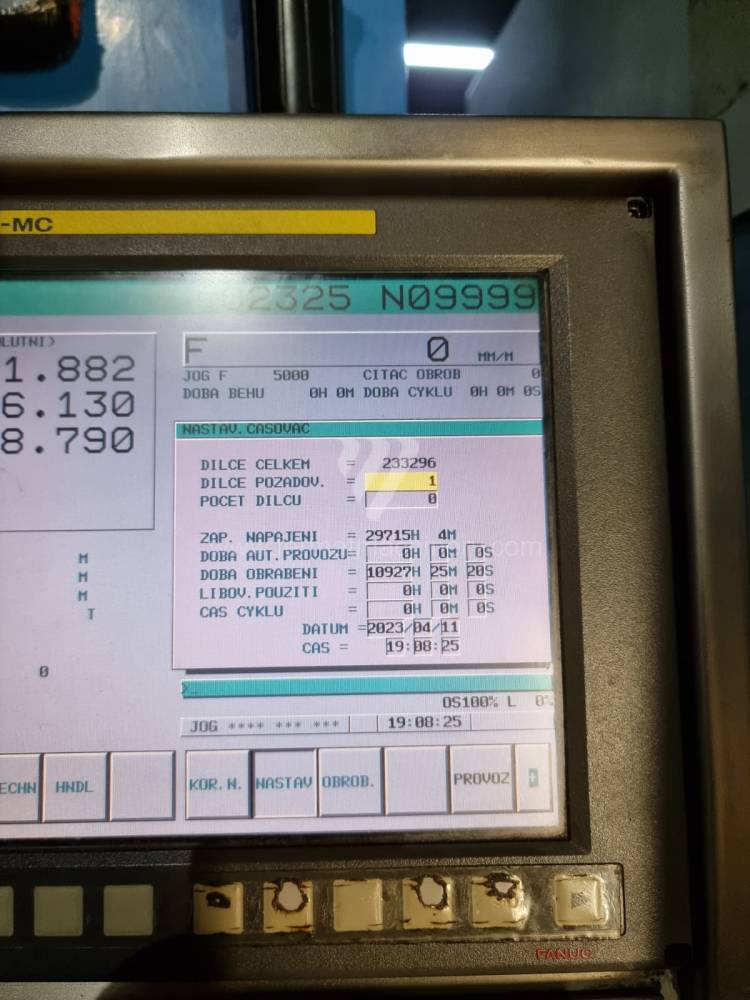 -MC
02325 N09999
LUTNI)
1.882
6.130
8.790
F 0 MM/M
JOG F 5000 CITAC OBROB 0
DOBA BEHU 0H 0M DOBA CYKLU 0H 0M 0S
NASTAV.CASOVAC
DILCE CELKEM = 233296
DILCE POZADOV. = 1
POCET DILCU = 0
ZAP. NAPAJENI = 29715H 4M
DOBA AUT.PROVOZU= 0H 0M 0S
DOBA OBRABENI = 10927H 25M 20S
LIBOV.POUZITI = 0H 0M 0S
CAS CYKLU = 0H 0M 0S
DATUM =2023/04/11
CAS = 19:08:25
M
M
M
T
0
>_
OS100% L 0%
JOG **** *** *** 19:08:25
ECHN HNDL KOR.N. NASTAV OBROB. PROVOZ +
FANUC